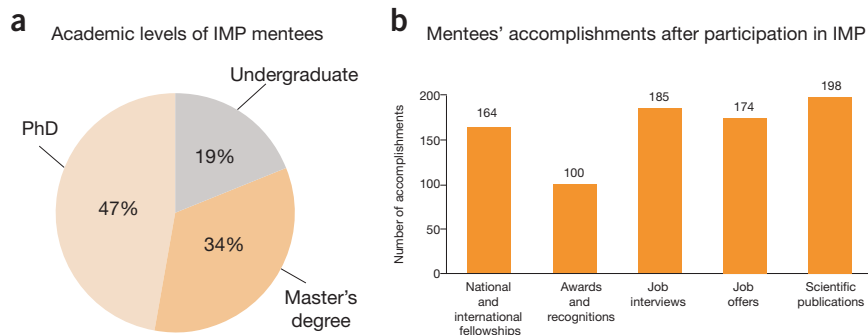 a
Academic levels of IMP mentees
Undergraduate
PhD
19%
47%
34%
Master's
degree
b
Mentees' accomplishments after participation in IMP
Number of accomplishments
200
150
100
50
0
164
100
185
174
198
National
and
international
fellowships
Awards
and
recognitions
Job
interviews
Job
offers
Scientific
publications